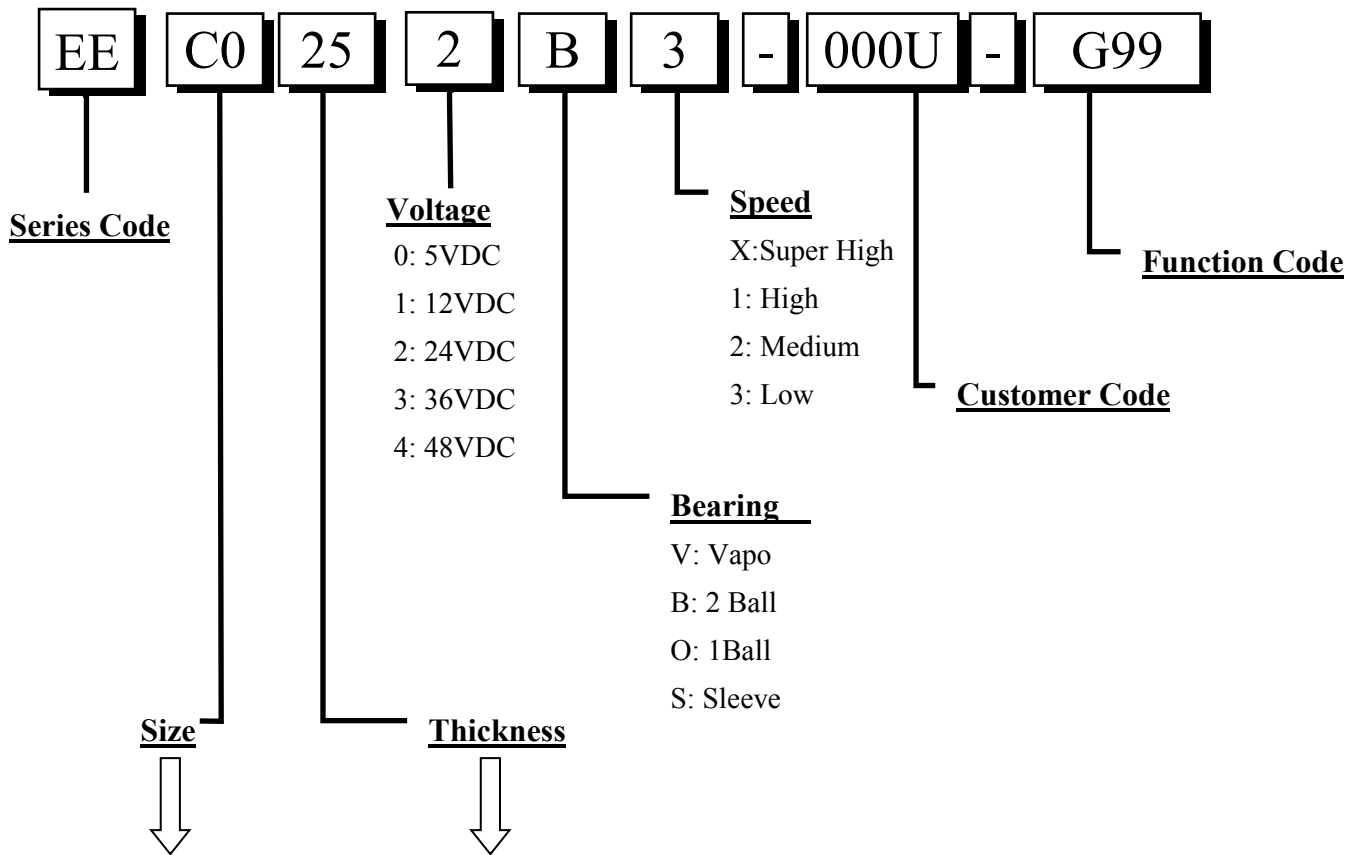 EE C0 25 2 B 3 - 000U - G99
Series Code
Voltage
0: 5VDC
1: 12VDC
2: 24VDC
3: 36VDC
4: 48VDC
Speed
X:Super High
1: High
2: Medium
3: Low
Function Code
Customer Code
Bearing
V: Vapo
B: 2 Ball
O: 1Ball
S: Sleeve
Size
Thickness